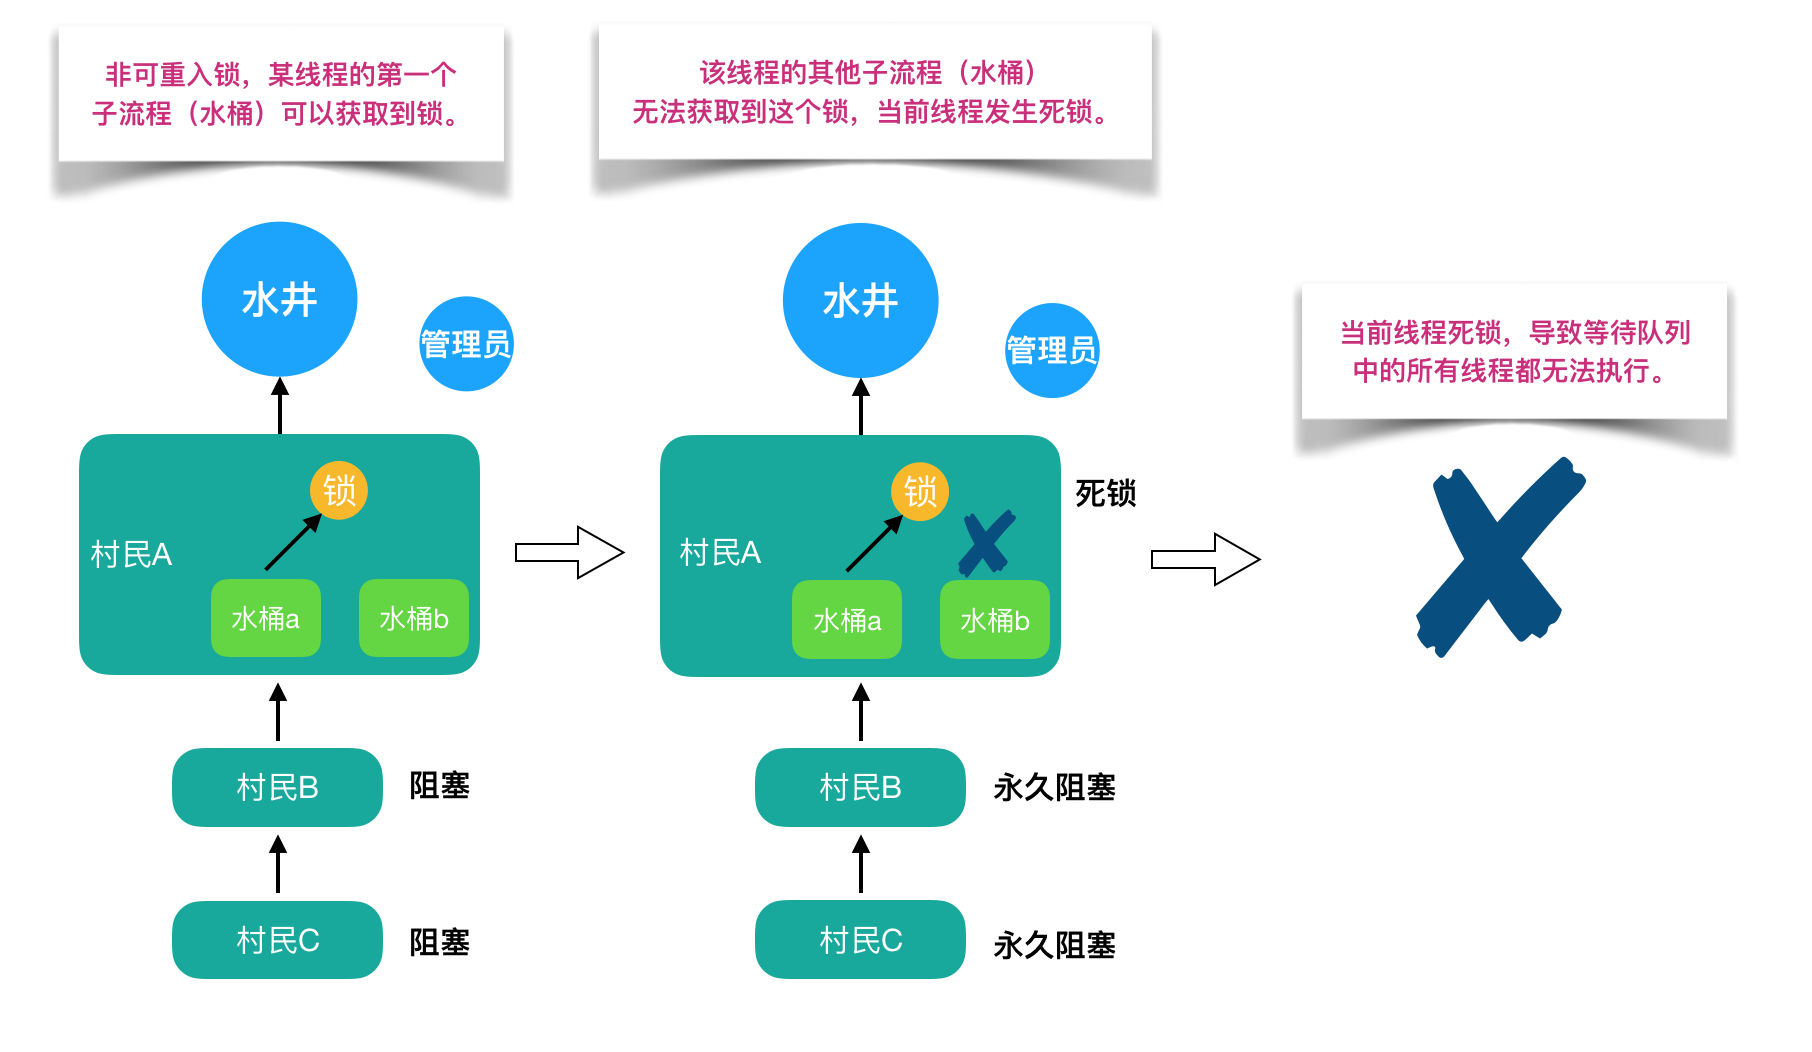 非可重入锁，某线程的第一个
子流程（水桶）可以获取到锁。
水井
管理员
锁
村民A
水桶a
水桶b
村民B
阻塞
村民C
阻塞
该线程的其他子流程（水桶）
无法获取到这个锁，当前线程发生死锁。
水井
管理员
锁
死锁
村民A
水桶a
水桶b
村民B
永久阻塞
村民C
永久阻塞
当前线程死锁，导致等待队列
中的所有线程都无法执行。